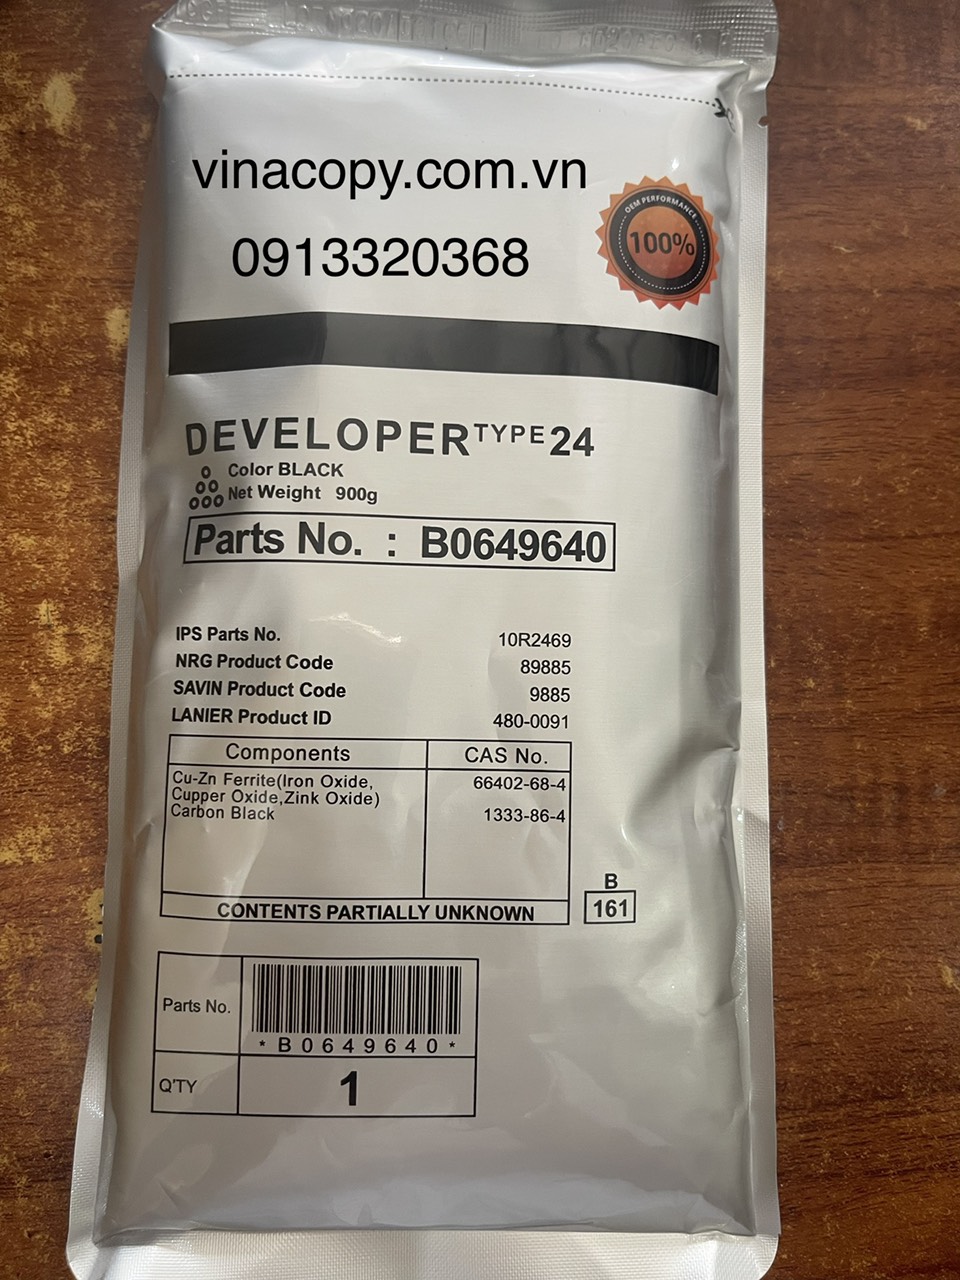 vinacopy.com.vn
0913320368
OEM PERFORMANCE
100%
DEVELOPER TYPE 24
Color BLACK
Net Weight 900g
Parts No. : B0649640
IPS Parts No. 10R2469
NRG Product Code 89885
SAVIN Product Code 9885
LANIER Product ID 480-0091
Components CAS No.
Cu-Zn Ferrite(Iron Oxide, 66402-68-4
Cupper Oxide,Zink Oxide)
Carbon Black 1333-86-4
CONTENTS PARTIALLY UNKNOWN
B
161
Parts No.
*B0649640*
Q'TY 1